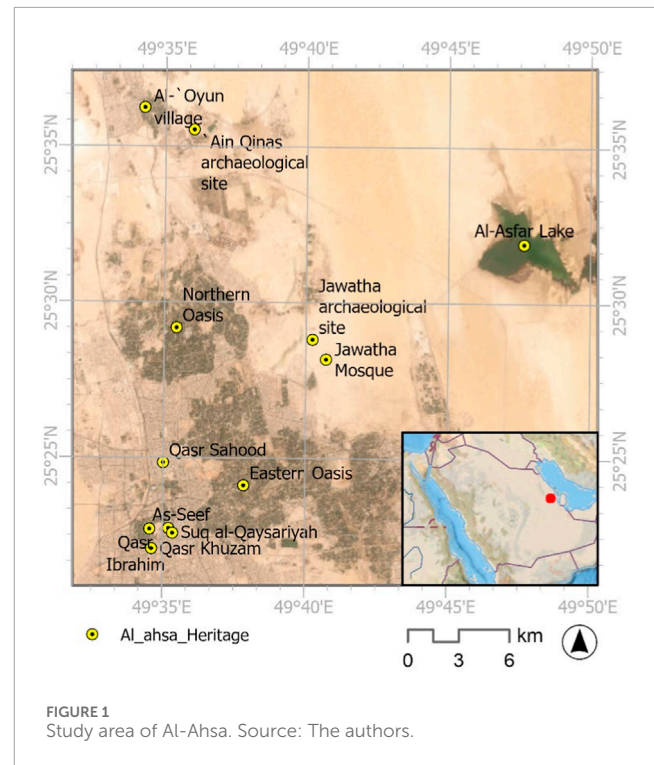 49°35'E 49°40'E 49°45'E 49°50'E
Al-`Oyun
village
`Ain Qinas
archaeological
site
25°35'N
25°35'N
Al-Asfar Lake
Northern
Oasis
Jawatha
archaeological
site
Jawatha
Mosque
25°30'N
25°30'N
Qasr Sahood
Eastern Oasis
25°25'N
25°25'N
As-Seef
Suq al-Qaysariyah
Qasr
Ibrahim
Qasr Khuzam
49°35'E 49°40'E 49°45'E 49°50'E
Al_ahsa_Heritage
km
0 3 6
FIGURE 1
Study area of Al-Ahsa. Source: The authors.